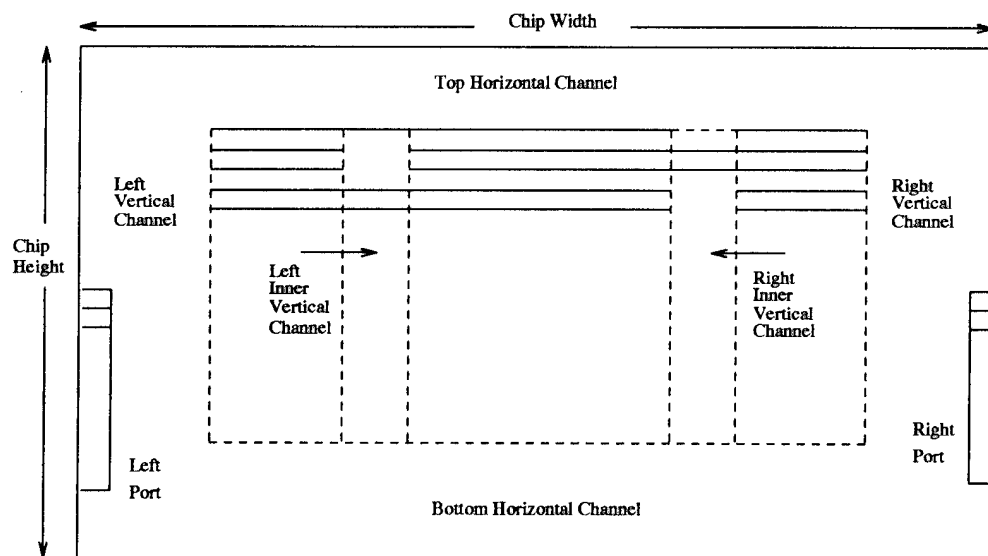 Chip Width
Top Horizontal Channel
Left
Vertical
Channel
Right
Vertical
Channel
Chip
Height
Left
Inner
Vertical
Channel
Right
Inner
Vertical
Channel
Left
Port
Right
Port
Bottom Horizontal Channel